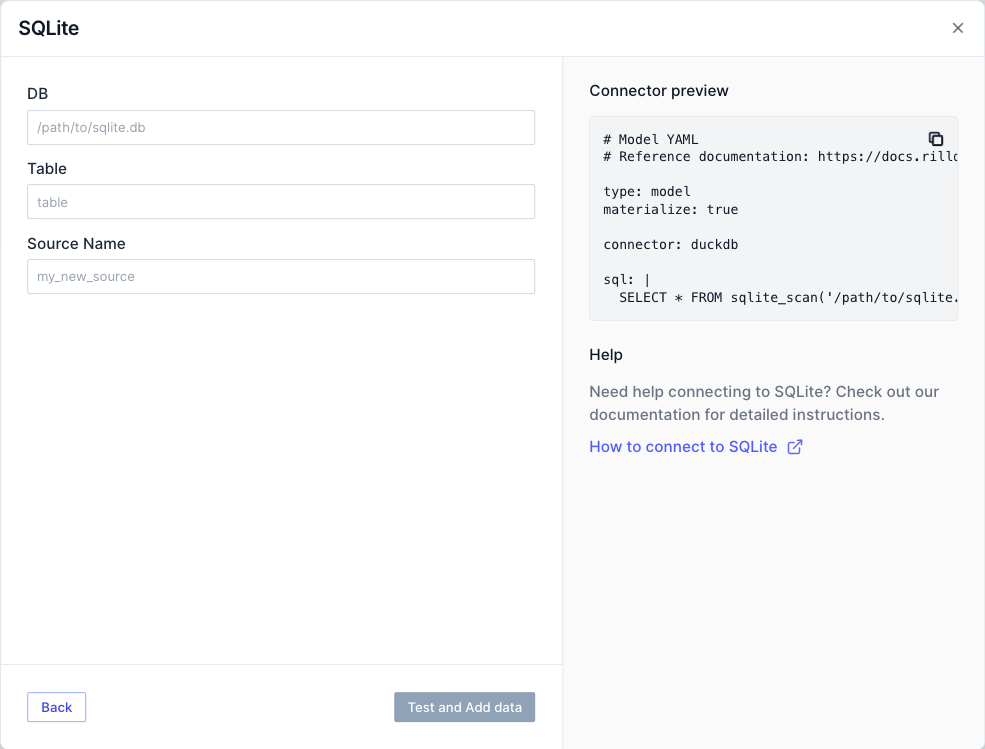 SQLite
DB
/path/to/sqlite.db
Table
table
Source Name
my_new_source
Back
Test and Add data
Connector preview
# Model YAML
# Reference documentation: https://docs.rill
type: model
materialize: true
connector: duckdb
sql: |
  SELECT * FROM sqlite_scan('/path/to/sqlite.
Help
Need help connecting to SQLite? Check out our
documentation for detailed instructions.
How to connect to SQLite